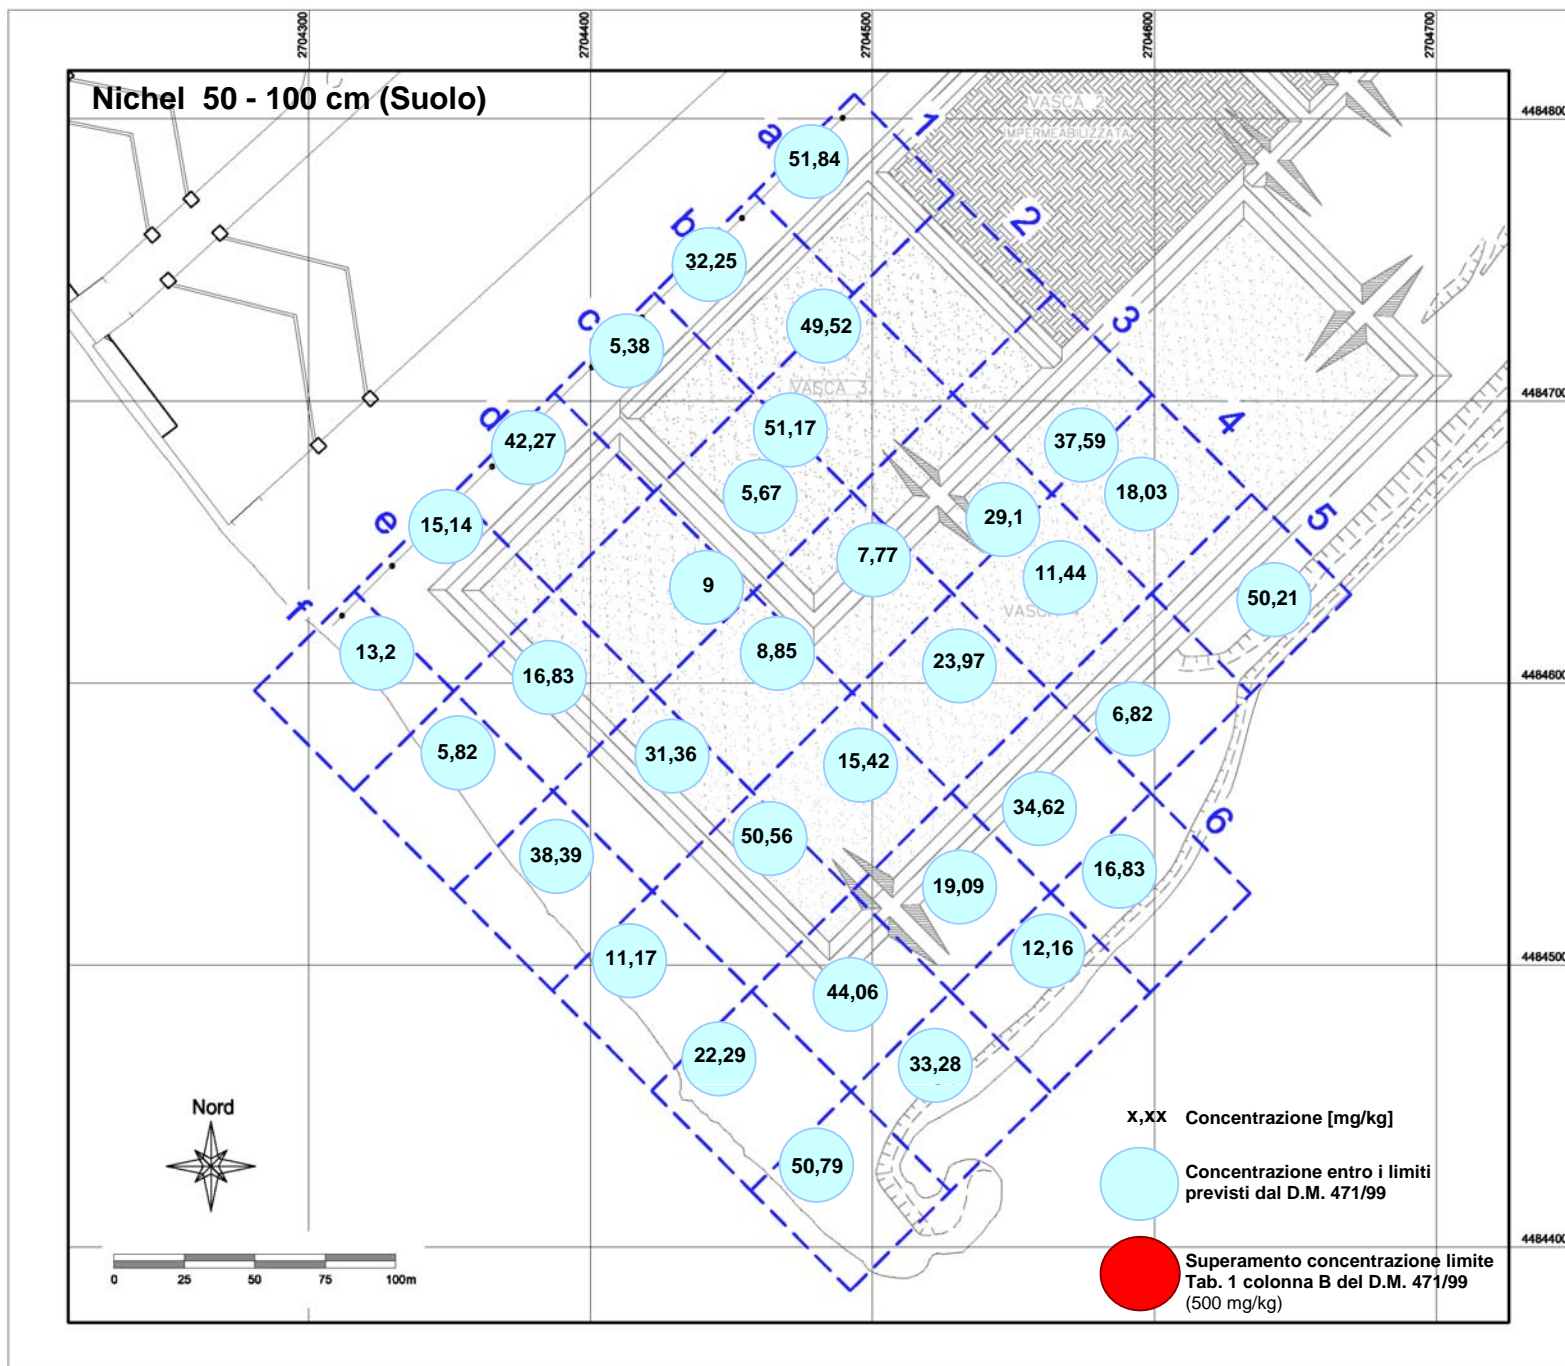 2704300
2704400
2704500
2704600
2704700
Nichel 50 - 100 cm (Suolo)
4484800
4484700
4484600
4484500
4484400
a
b
c
d
e
f
1
2
3
4
5
6
VASCA 2
IMPERMEABILIZZATA
VASCA 3
51,84
32,25
49,52
5,38
51,17
37,59
42,27
5,67
18,03
15,14
29,1
7,77
11,44
9
50,21
13,2
8,85
23,97
16,83
6,82
5,82
31,36
15,42
34,62
50,56
38,39
16,83
19,09
12,16
11,17
44,06
22,29
33,28
50,79
Nord
0 25 50 75 100m
x,xx Concentrazione [mg/kg]
Concentrazione entro i limiti
previsti dal D.M. 471/99
Superamento concentrazione limite
Tab. 1 colonna B del D.M. 471/99
(500 mg/kg)